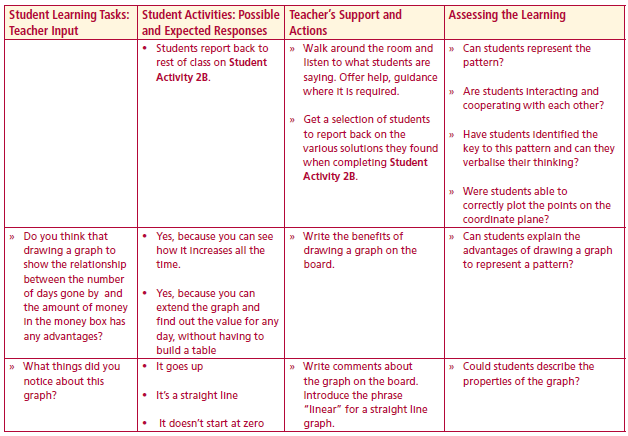 Student Learning Tasks:
Teacher Input
Student Activities: Possible
and Expected Responses
Teacher's Support and
Actions
Assessing the Learning
• Students report back to
rest of class on Student
Activity 2B.
» Walk around the room and
listen to what students are
saying. Offer help, guidance
where it is required.
» Get a selection of students
to report back on the
various solutions they found
when completing Student
Activity 2B.
» Can students represent the
pattern?
» Are students interacting and
cooperating with each other?
» Have students identified the
key to this pattern and can they
verbalise their thinking?
» Were students able to
correctly plot the points on the
coordinate plane?
» Do you think that
drawing a graph to
show the relationship
between the number
of days gone by and
the amount of money
in the money box has
any advantages?
• Yes, because you can see
how it increases all the
time.
• Yes, because you can
extend the graph and
find out the value for any
day, without having to
build a table
» Write the benefits of
drawing a graph on the
board.
» Can students explain the
advantages of drawing a graph
to represent a pattern?
» What things did you
notice about this
graph?
• It goes up
• It's a straight line
• It doesn't start at zero
» Write comments about
the graph on the board.
Introduce the phrase
"linear" for a straight line
graph.
» Could students describe the
properties of the graph?